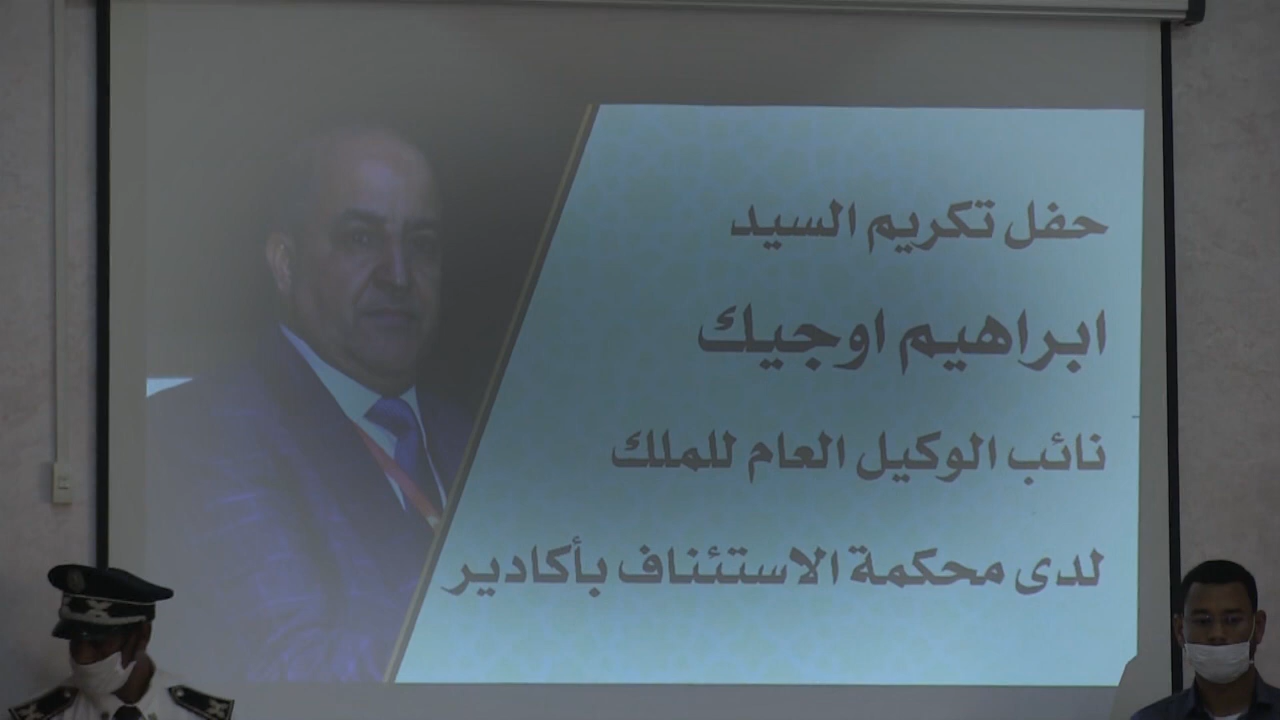 حفل تكريم السيد
ابراهيم اوجيك
نائب الوكيل العام للملك
لدى محكمة الاستئناف بأكادير